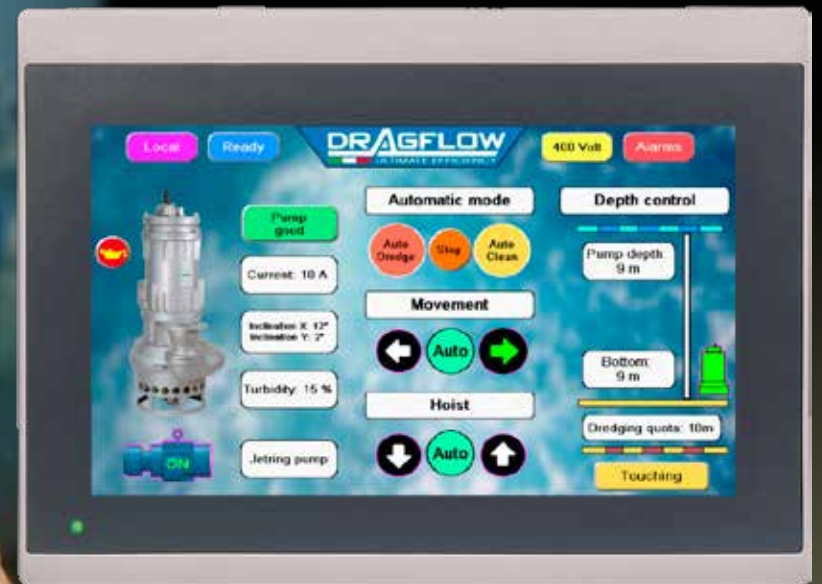 Local
Ready
DRAGFLOW
ULTIMATE EFFICIENCY
400 Volt
Alarms
Pump
good
Current: 10 A
Inclination X: 12°
Inclination Y: 2°
Turbidity: 15 %
ON
Jetring pump
Automatic mode
Auto
Dredge
Stop
Auto
Clean
Movement
Auto
Hoist
Auto
Depth control
Pump depth:
9 m
Bottom:
9 m
Dredging quota: 10m
Touching